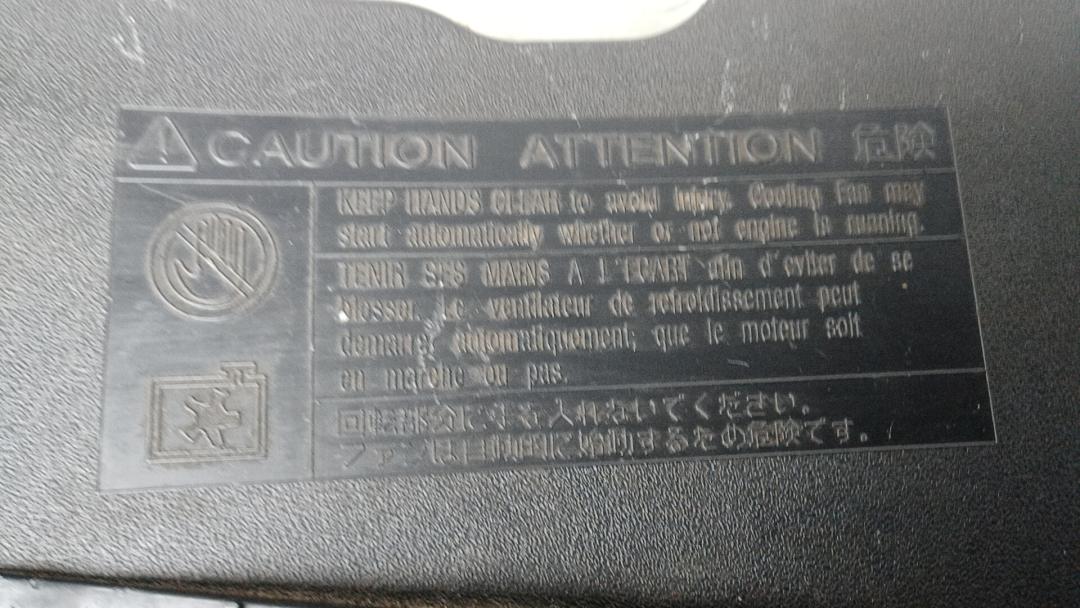 CAUTION ATTENTION 危険
KEEP HANDS CLEAR to avoid injury. Cooling Fan may
start automatically whether or not engine is running.
TENIR SES MAINS A L'ECART afin d'eviter de se
blesser. Le ventilateur de refroidissement peut
demarrer automatiquement, que le moteur soit
en marche ou pas.
回転部分に手を入れないでください。
ファンは自動的に始動するため危険です。